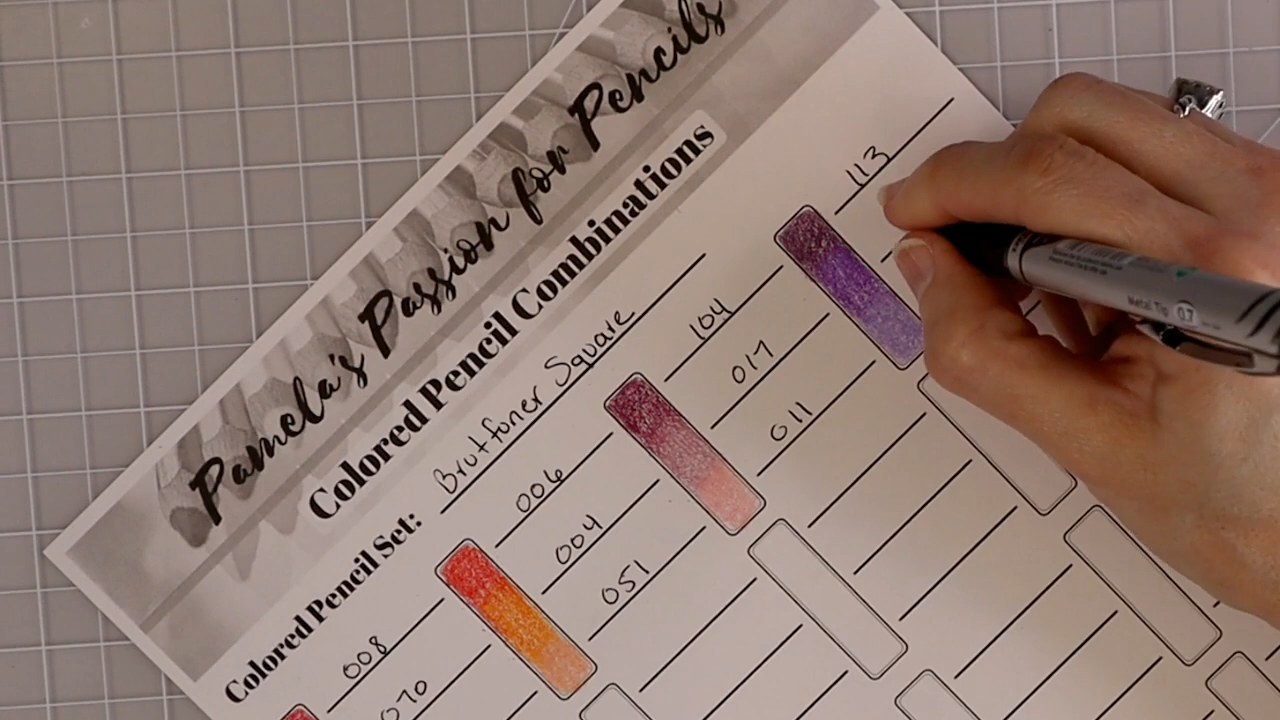 Pamela's Passion for Pencils
Colored Pencil Combinations
Colored Pencil Set: Brutfuner Square
008
070
006
004
051
104
017
011
113
Metal Tip 0.7